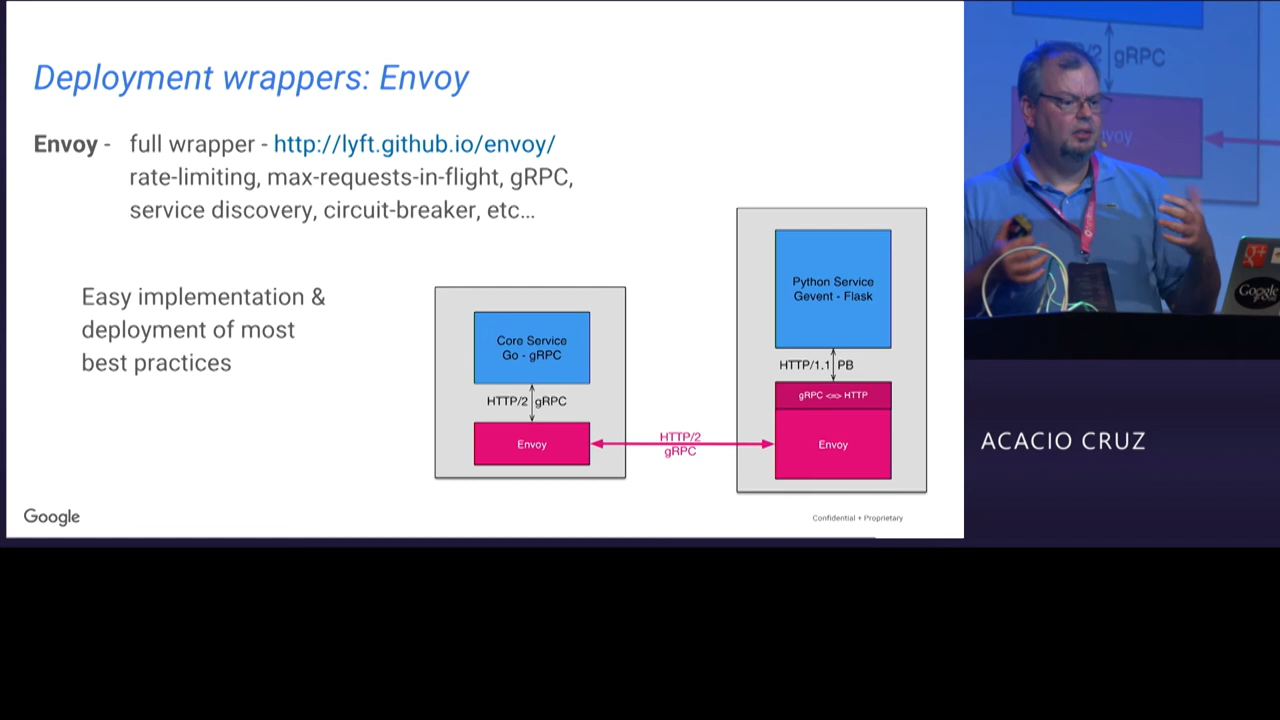 Deployment wrappers: Envoy
Envoy - full wrapper - http://lyft.github.io/envoy/
rate-limiting, max-requests-in-flight, gRPC,
service discovery, circuit-breaker, etc...
Easy implementation &
deployment of most
best practices
Core Service
Go - gRPC
HTTP/2 gRPC
Envoy
HTTP/2
gRPC
Python Service
Gevent - Flask
HTTP/1.1 PB
gRPC <=> HTTP
Envoy
Google
Confidential + Proprietary
gRPC
Google
ACACIO CRUZ